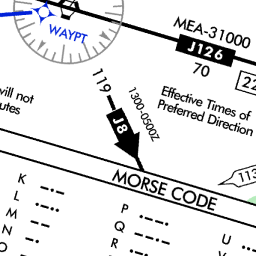 MEA-31000
WAYPT
J126
70
22
119
1300-0500Z
Effective Times of
Preferred Direction
will not
utes
J8
MORSE CODE
113
K -.-
L .-..
M --
N -.
O
P .--.
Q --.-
R .-.
U